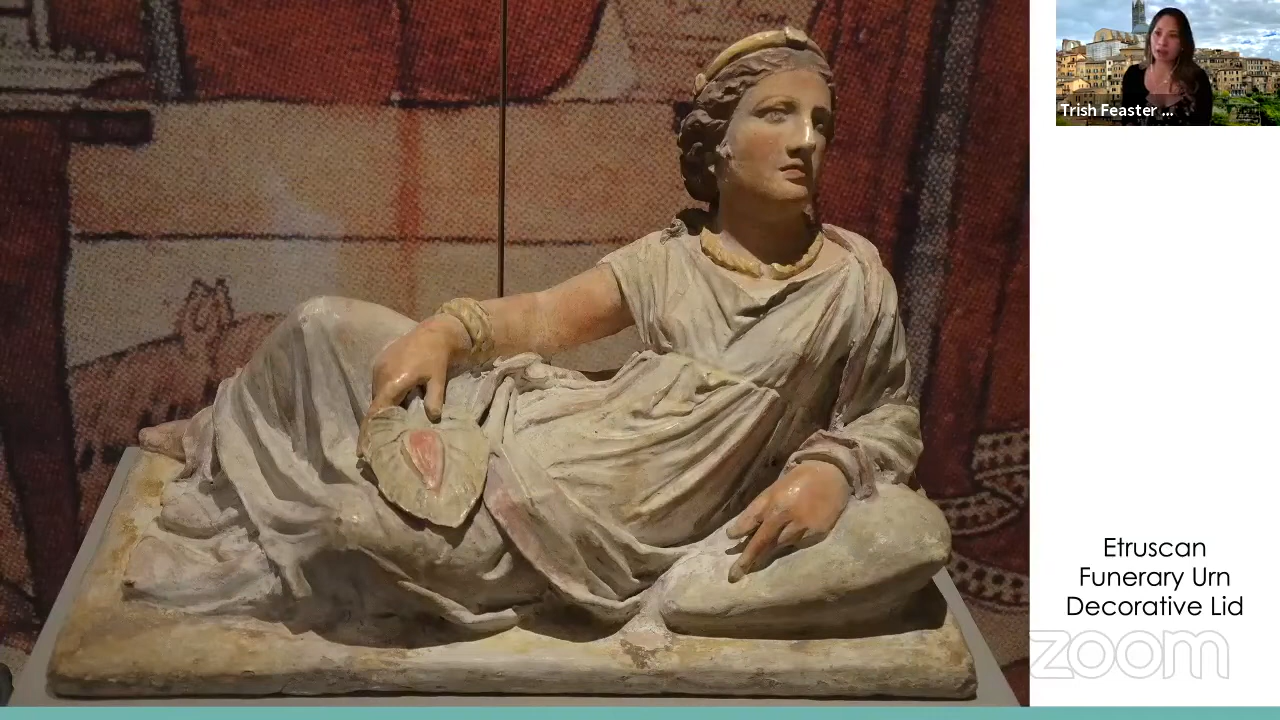 Trish Feaster ...
Etruscan
Funerary Urn
Decorative Lid
zoom